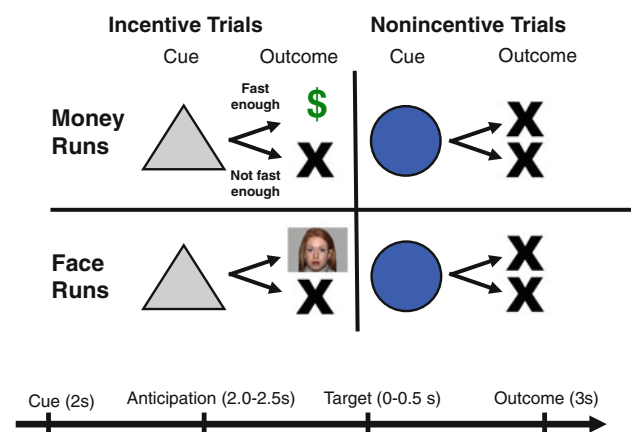 Incentive Trials
Nonincentive Trials
Cue
Outcome
Cue
Outcome
Money
Runs
Fast
enough
$
X
Not fast
enough
X
X
Face
Runs
X
X
X
Cue (2s)
Anticipation (2.0-2.5s)
Target (0-0.5 s)
Outcome (3s)